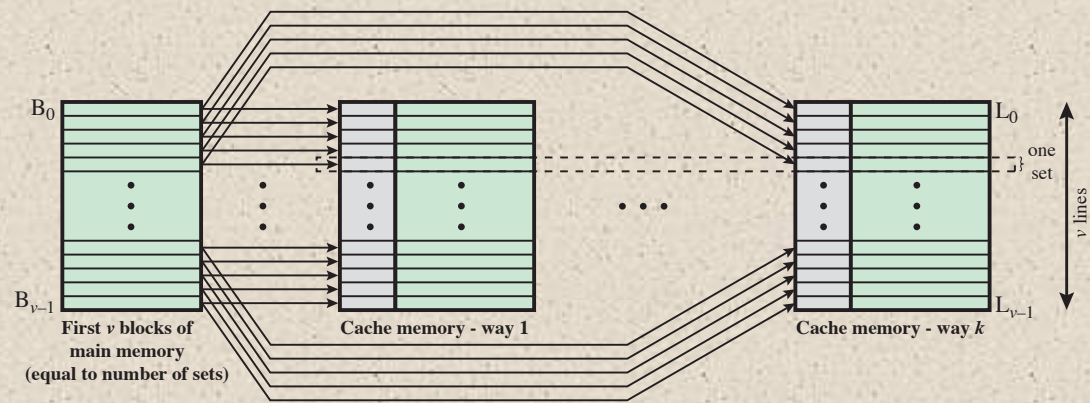 B0
L0
one
set
v lines
Bv–1
Lv–1
First v blocks of
main memory
(equal to number of sets)
Cache memory - way 1
Cache memory - way k